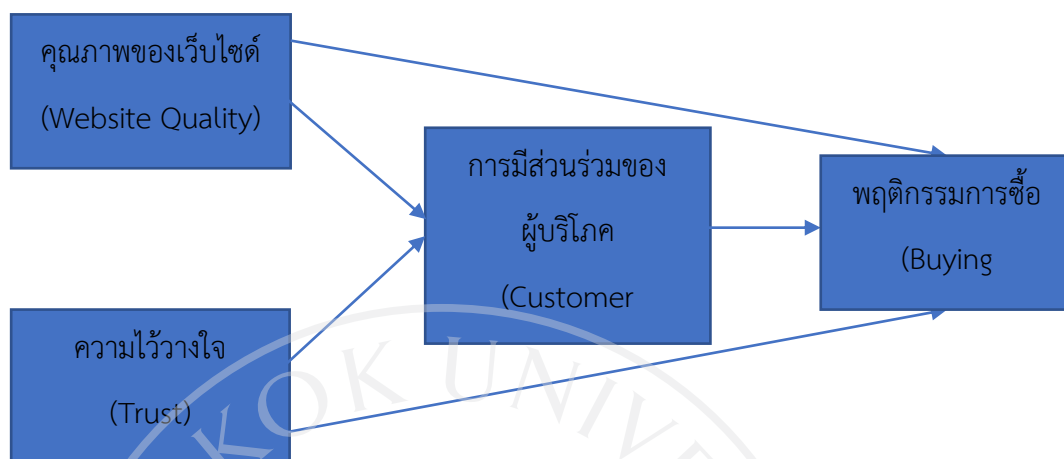 คุณภาพของเว็บไซด์
(Website Quality)
การมีส่วนร่วมของ
ผู้บริโภค
(Customer
พฤติกรรมการซื้อ
(Buying
ความไว้วางใจ
(Trust)
KOK UNIVE